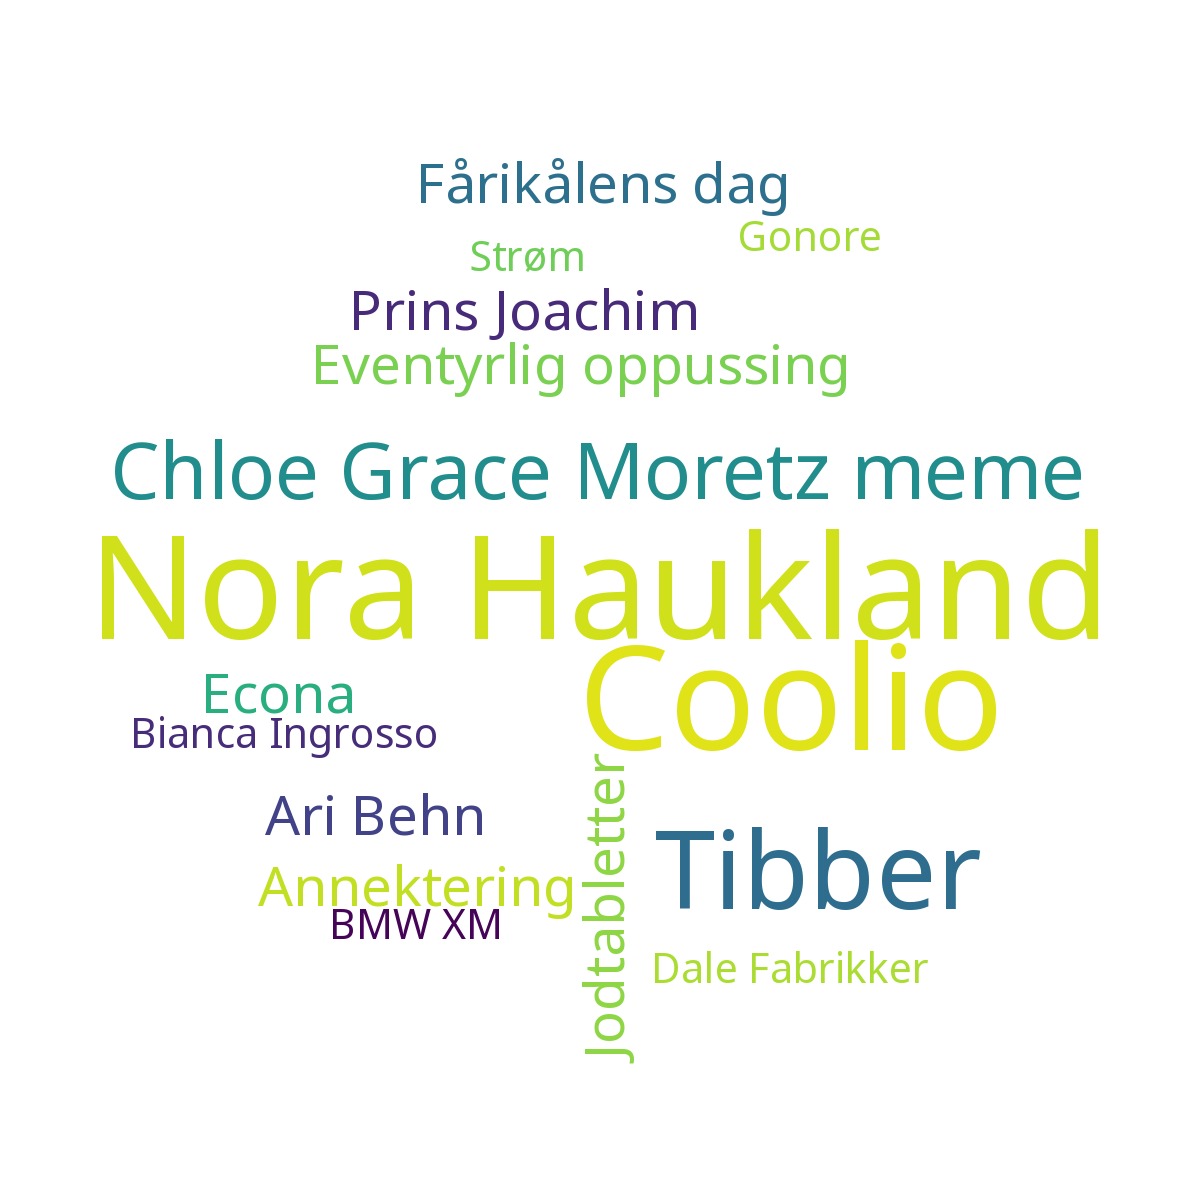 Fårikålens dag
Gonore
Strøm
Prins Joachim
Eventyrlig oppussing
Chloe Grace Moretz meme
Nora Haukland
Coolio
Econa
Bianca Ingrosso
Ari Behn
Tibber
Annektering
BMW XM
Jodtabletter
Dale Fabrikker